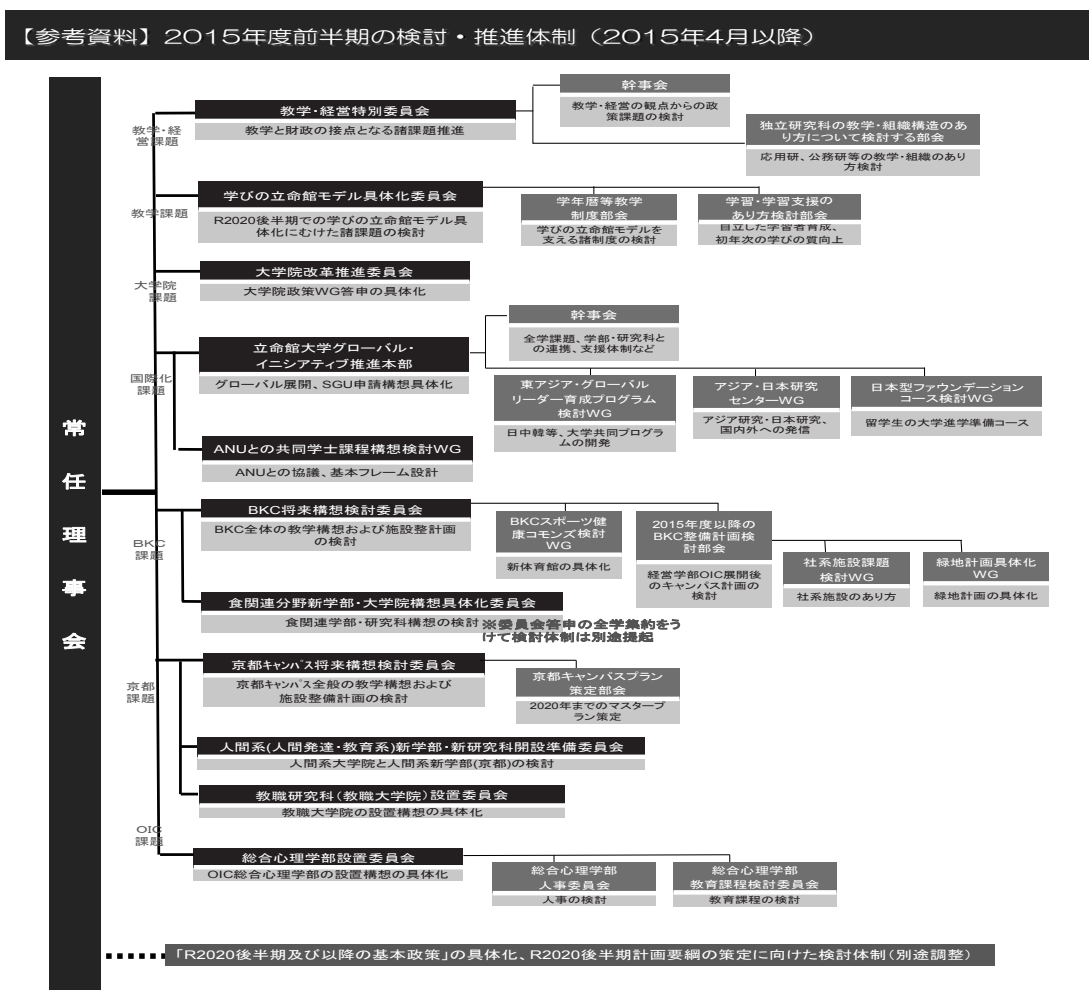 【参考資料】2015年度前半期の検討・推進体制（2015年4月以降）
常任理事会
教学・経
営課題
教学・経営特別委員会
教学と財政の接点となる諸課題推進
幹事会
教学・経営の観点からの政
策課題の検討
独立研究科の教学・組織構造のあ
り方について検討する部会
応用研、公務研等の教学・組織のあり
方検討
教学課題
学びの立命館モデル具体化委員会
R2020後半期での学びの立命館モデル具
体化にむけた諸課題の検討
学年暦等教学
制度部会
学びの立命館モデルを
支える諸制度の検討
学習・学習支援の
あり方検討部会
自立した学習者育成、
初年次の学びの質向上
大学院
課題
大学院改革推進委員会
大学院政策WG答申の具体化
国際化
課題
立命館大学グローバル・
イニシアティブ推進本部
グローバル展開、SGU申請構想具体化
幹事会
全学課題、学部・研究科と
の連携、支援体制など
東アジア・グローバル
リーダー育成プログラム
検討WG
日中韓等、大学共同プログラ
ムの開発
アジア・日本研究
センターWG
アジア研究・日本研究、
国内外への発信
日本型ファウンデーション
コース検討WG
留学生の大学進学準備コース
ANUとの共同学士課程構想検討WG
ANUとの協議、基本フレーム設計
BKC
課題
BKC将来構想検討委員会
BKC全体の教学構想および施設整計画
の検討
BKCスポーツ健
康コモンズ検討
WG
新体育館の具体化
2015年度以降の
BKC整備計画検
討部会
経営学部OIC展開後
のキャンパス計画の
検討
社系施設課題
検討WG
社系施設のあり方
緑地計画具体化
WG
緑地計画の具体化
食関連分野新学部・大学院構想具体化委員会
食関連学部・研究科構想の検討
※委員会答申の全学集約をう
けて検討体制は別途提起
京都
課題
京都キャンパス将来構想検討委員会
京都キャンパス全般の教学構想および
施設整備計画の検討
京都キャンパスプラン
策定部会
2020年までのマスタープ
ラン策定
人間系(人間発達・教育系)新学部・新研究科開設準備委員会
人間系大学院と人間系新学部(京都)の検討
教職研究科(教職大学院)設置委員会
教職大学院の設置構想の具体化
OIC
課題
総合心理学部設置委員会
OIC総合心理学部の設置構想の具体化
総合心理学部
人事委員会
人事の検討
総合心理学部
教育課程検討委員会
教育課程の検討
「R2020後半期及び以降の基本政策」の具体化、R2020後半期計画要綱の策定に向けた検討体制(別途調整)